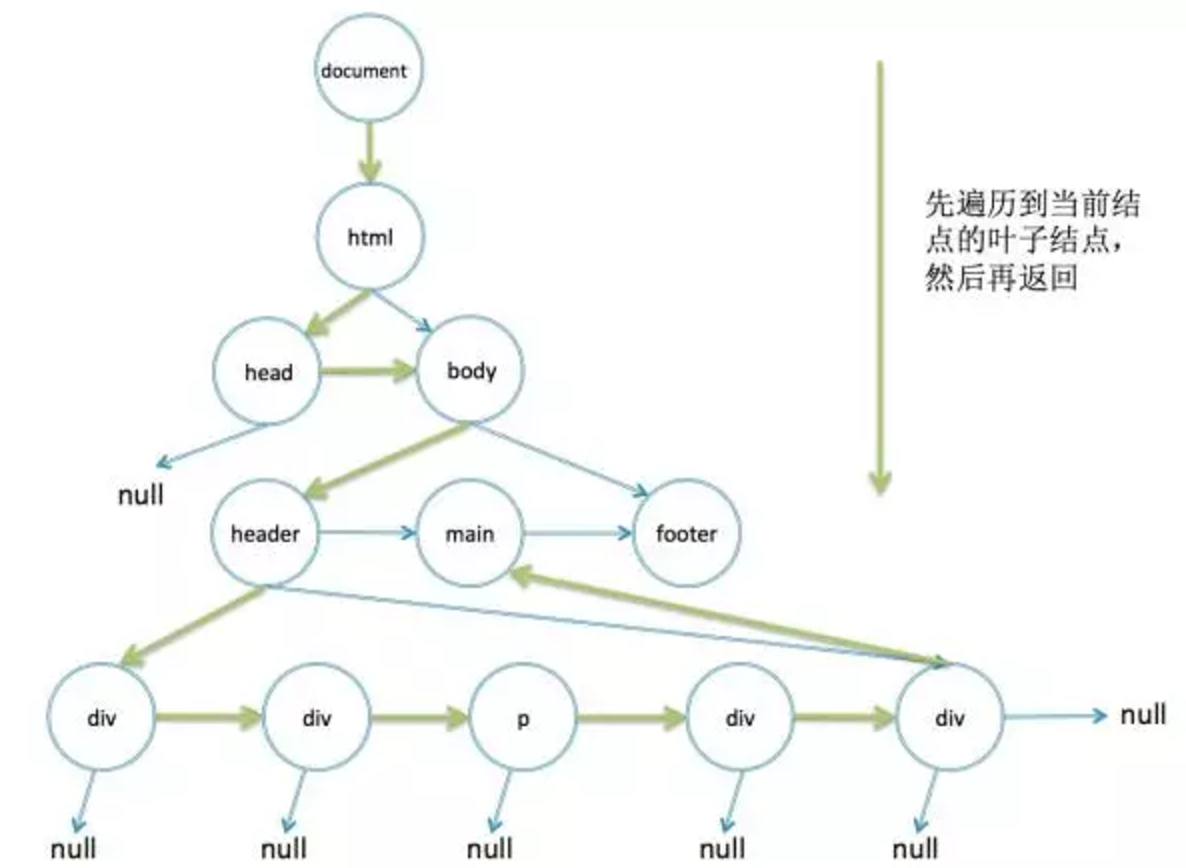 document
html
先遍历到当前结
点的叶子结点，
然后再返回
head
body
null
header
main
footer
div
div
p
div
div
null
null
null
null
null
null